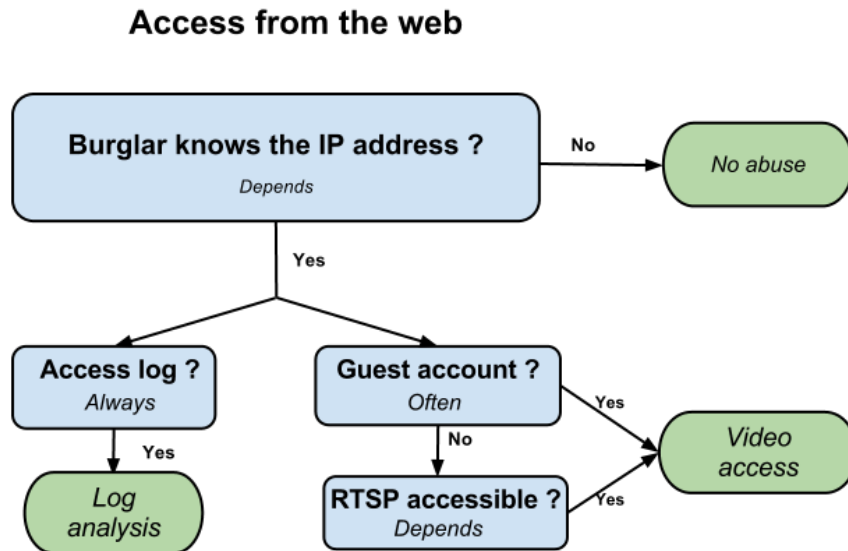 Access from the web
Burglar knows the IP address ?
Depends
No
No abuse
Yes
Access log ?
Always
Guest account ?
Often
Yes
Yes
No
Video
access
Log
analysis
RTSP accessible ?
Depends
Yes